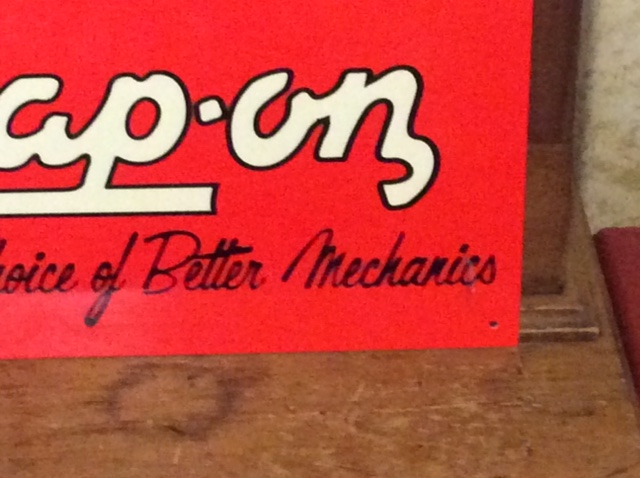 ap-on
hoice of Better Mechanics